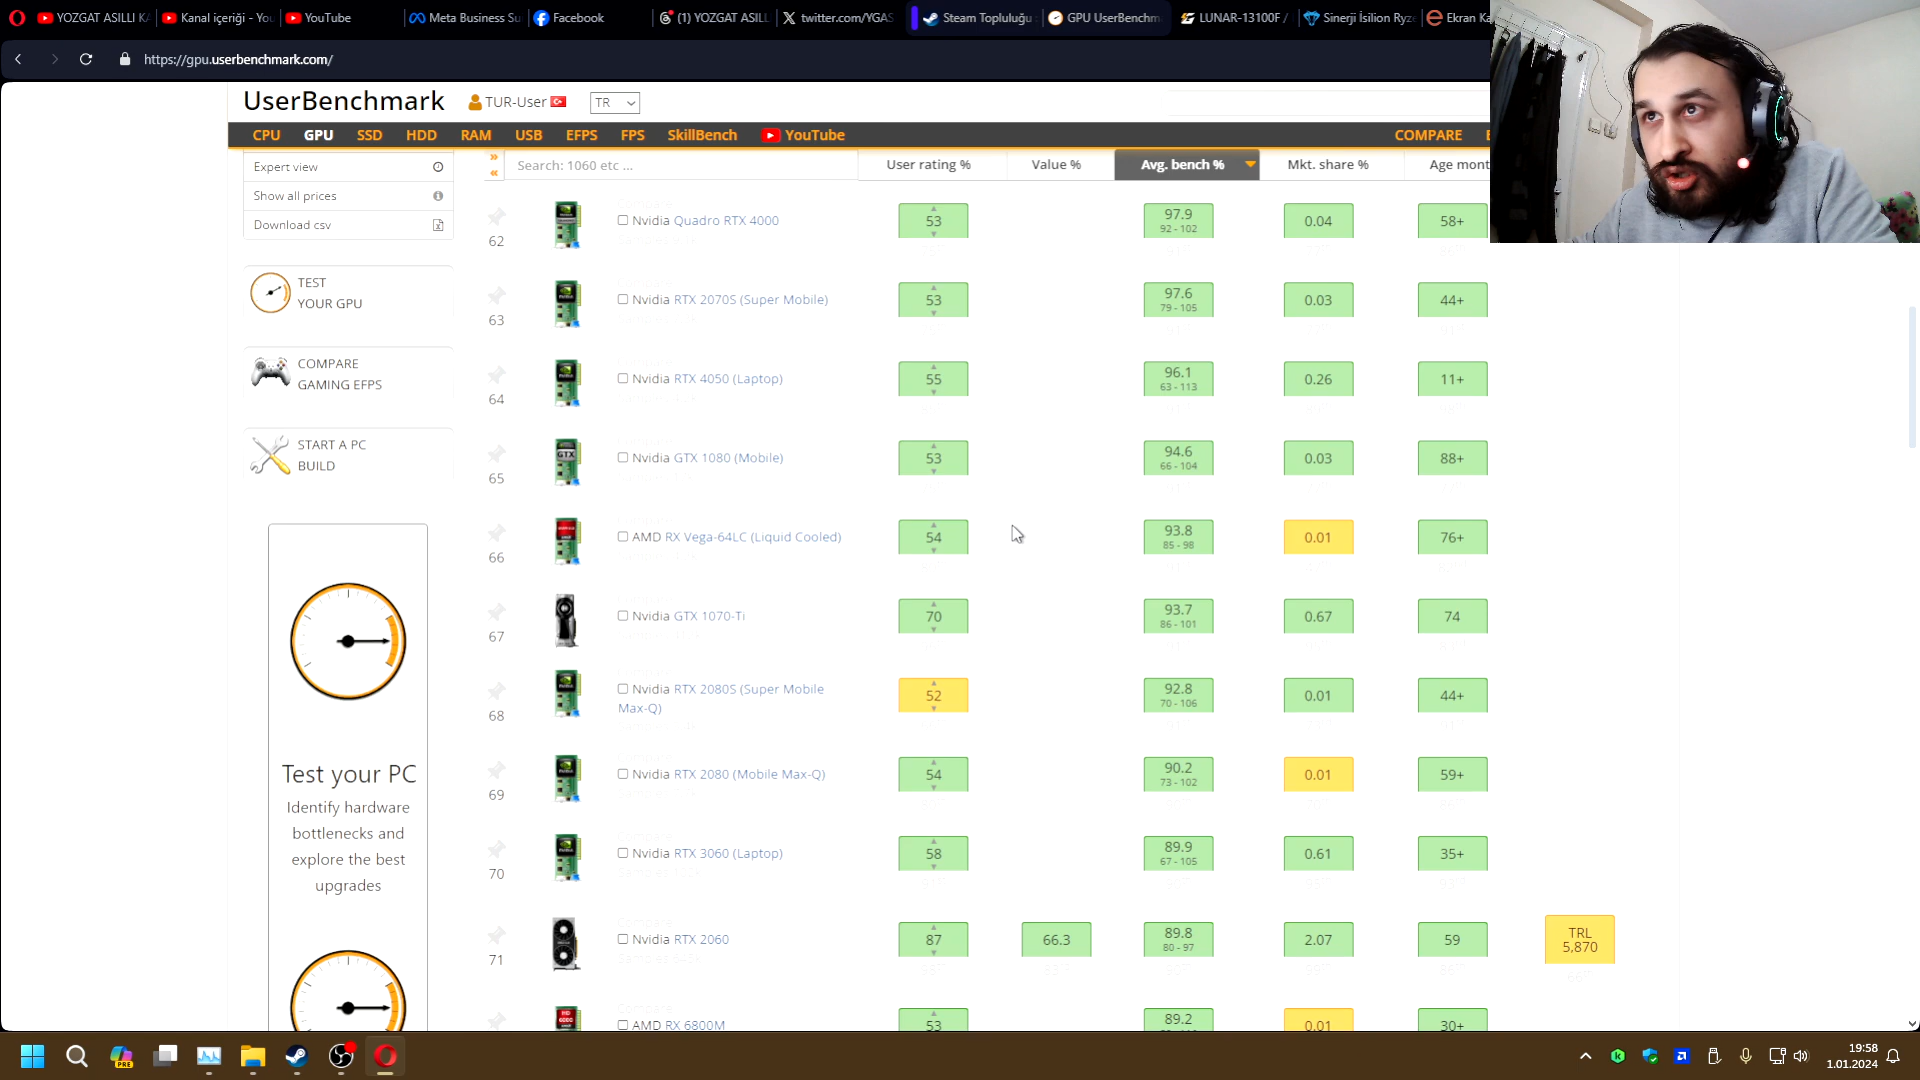 YOZGAT ASILLI KA
Kanal içeriği - You
YouTube
Meta Business Su
Facebook
(1) YOZGAT ASILL
twitter.com/YGAS
Steam Topluluğu
GPU UserBenchm
LUNAR-13100F /
Sinerji İsilion Ryze
Ekran Ka
https://gpu.userbenchmark.com/
UserBenchmark
TUR-User
TR
CPU GPU SSD HDD RAM USB EFPS FPS SkillBench YouTube COMPARE
Expert view
Show all prices
Download csv
TEST
YOUR GPU
COMPARE
GAMING EFPS
START A PC
BUILD
Test your PC
Identify hardware
bottlenecks and
explore the best
upgrades
Search: 1060 etc ...
User rating % Value % Avg. bench % Mkt. share % Age mont
62 Nvidia Quadro RTX 4000 53 97.9 0.04 58+
92 - 102
63 Nvidia RTX 2070S (Super Mobile) 53 97.6 0.03 44+
79 - 105
64 Nvidia RTX 4050 (Laptop) 55 96.1 0.26 11+
63 - 113
65 Nvidia GTX 1080 (Mobile) 53 94.6 0.03 88+
66 - 104
66 AMD RX Vega-64LC (Liquid Cooled) 54 93.8 0.01 76+
85 - 98
67 Nvidia GTX 1070-Ti 70 93.7 0.67 74
86 - 101
68 Nvidia RTX 2080S (Super Mobile
Max-Q) 52 92.8 0.01 44+
70 - 106
69 Nvidia RTX 2080 (Mobile Max-Q) 54 90.2 0.01 59+
73 - 102
70 Nvidia RTX 3060 (Laptop) 58 89.9 0.61 35+
67 - 105
71 Nvidia RTX 2060 87 66.3 89.8 2.07 59 TRL
80 - 97 5,870
AMD RX 6800M 53 89.2 0.01 30+
19:58
1.01.2024